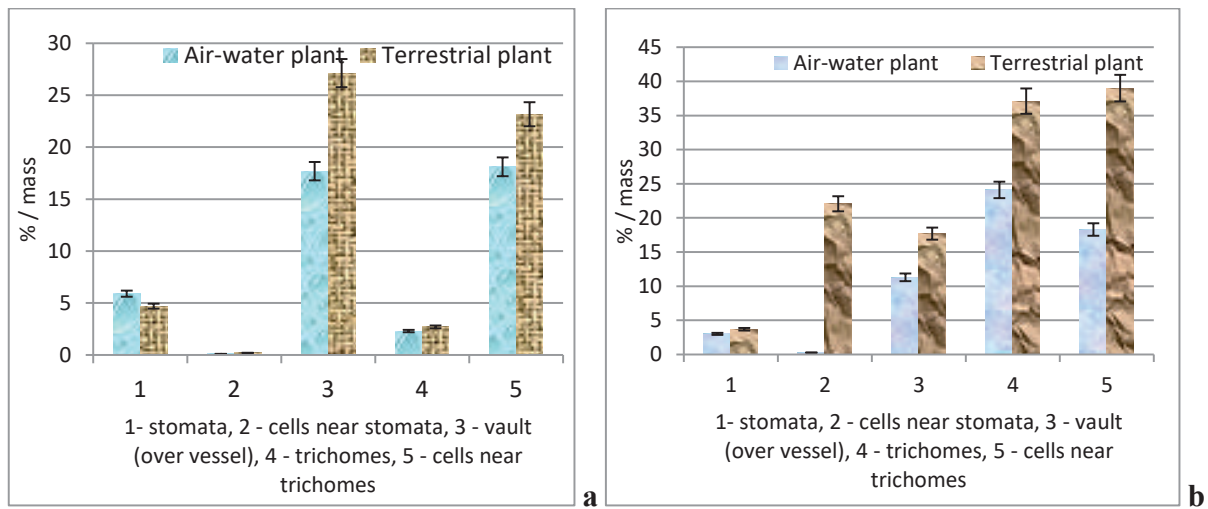 30
25
20
15
10
5
0
% / mass
Air-water plant Terrestrial plant
1 2 3 4 5
1- stomata, 2 - cells near stomata, 3 - vault
(over vessel), 4 - trichomes, 5 - cells near
trichomes
a
45
40
35
30
25
20
15
10
5
0
% / mass
Air-water plant Terrestrial plant
1 2 3 4 5
1- stomata, 2 - cells near stomata, 3 - vault
(over vessel), 4 - trichomes, 5 - cells near
trichomes
b